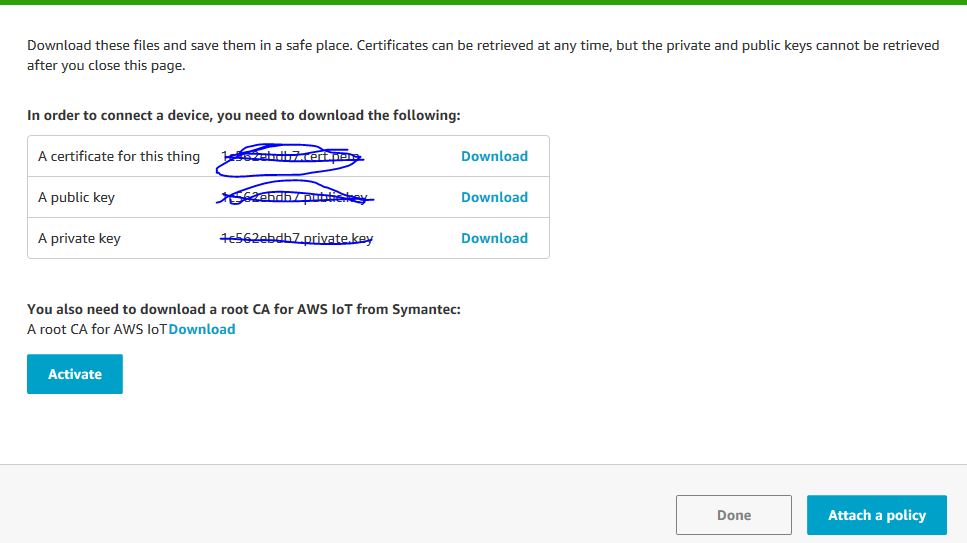 Download these files and save them in a safe place. Certificates can be retrieved at any time, but the private and public keys cannot be retrieved
after you close this page.
In order to connect a device, you need to download the following:
A certificate for this thing 1c562ebdb7.cert.pem Download
A public key 1c562ebdb7.public.key Download
A private key 1c562ebdb7.private.key Download
You also need to download a root CA for AWS IoT from Symantec:
A root CA for AWS IoT Download
Activate
Done
Attach a policy